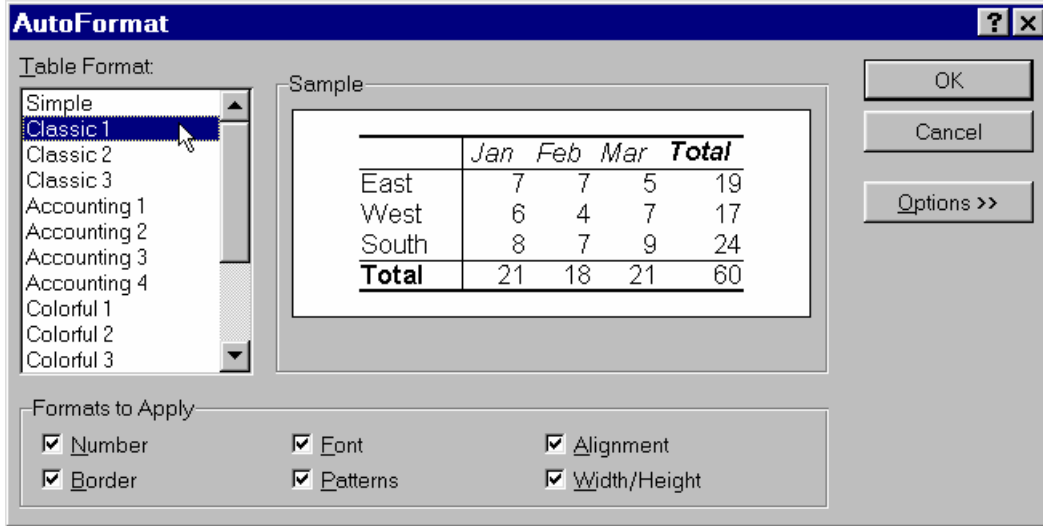 AutoFormat
Table Format:
Simple
Classic 1
Classic 2
Classic 3
Accounting 1
Accounting 2
Accounting 3
Accounting 4
Colorful 1
Colorful 2
Colorful 3
Sample
Jan Feb Mar Total
East 7 7 5 19
West 6 4 7 17
South 8 7 9 24
Total 21 18 21 60
OK
Cancel
Options >>
Formats to Apply
Number Font Alignment
Border Patterns Width/Height